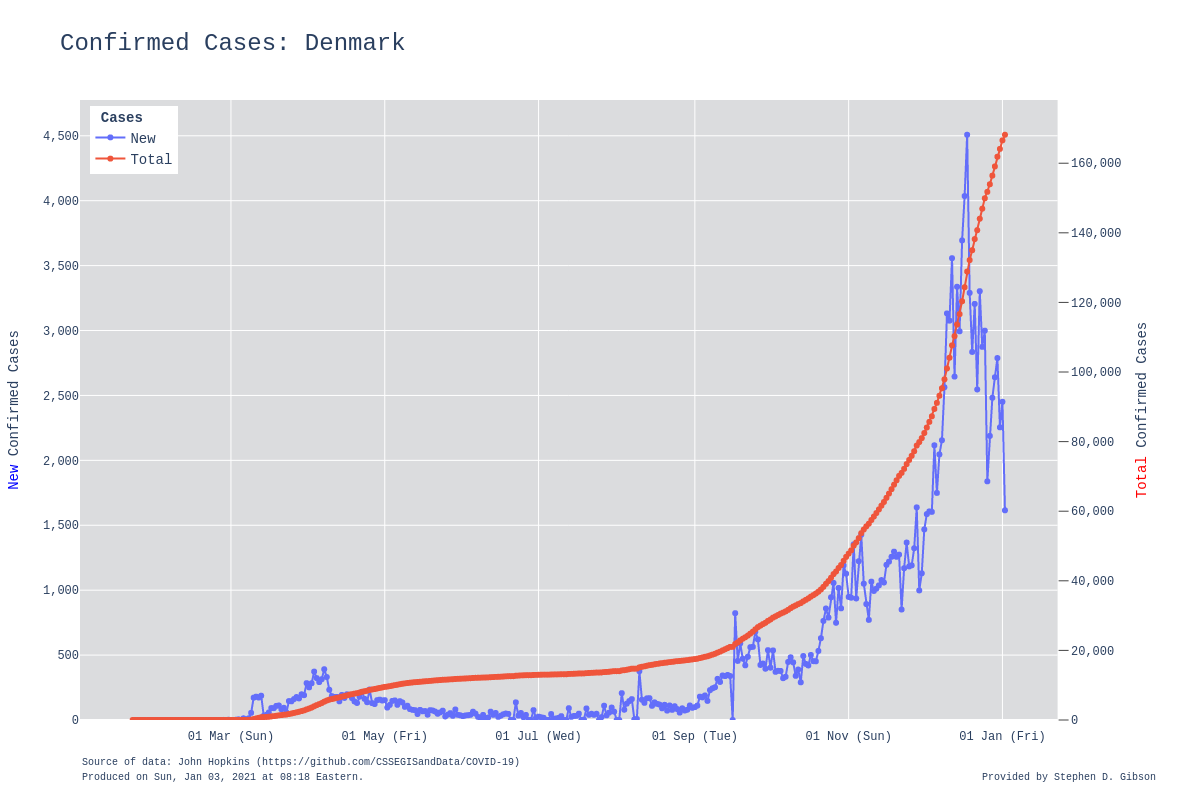 Confirmed Cases: Denmark
Cases
New
Total
4,500
4,000
3,500
3,000
2,500
2,000
1,500
1,000
500
0
New Confirmed Cases
160,000
140,000
120,000
100,000
80,000
60,000
40,000
20,000
0
Total Confirmed Cases
01 Mar (Sun)
01 May (Fri)
01 Jul (Wed)
01 Sep (Tue)
01 Nov (Sun)
01 Jan (Fri)
Source of data: John Hopkins (https://github.com/CSSEGISandData/COVID-19)
Produced on Sun, Jan 03, 2021 at 08:18 Eastern.
Provided by Stephen D. Gibson